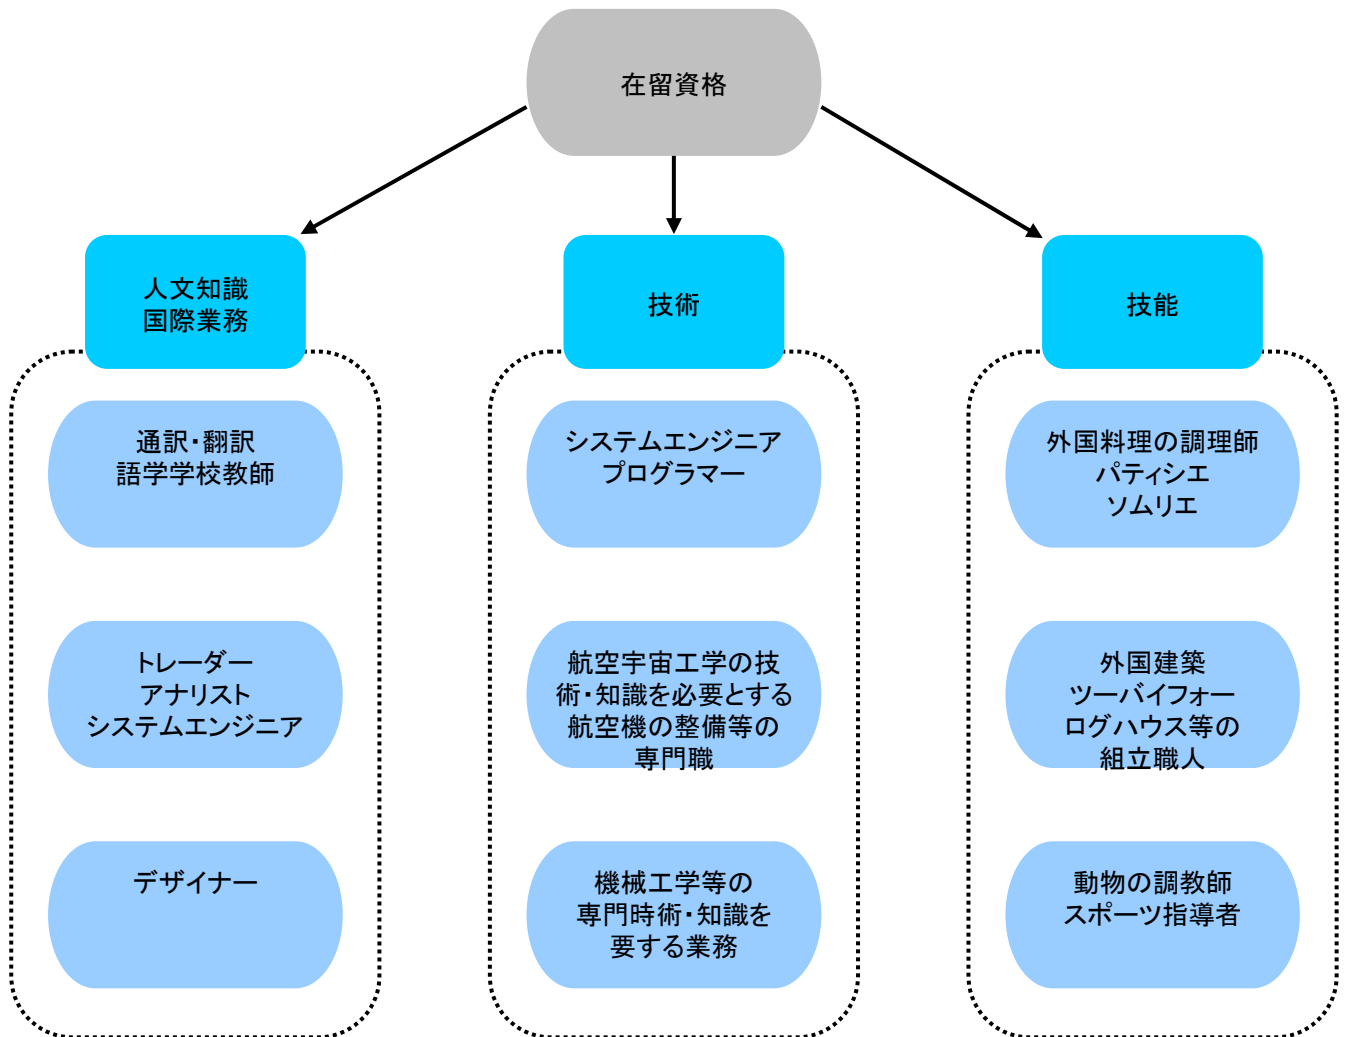 在留資格
人文知識
国際業務
技術
技能
通訳・翻訳
語学学校教師
トレーダー
アナリスト
システムエンジニア
デザイナー
システムエンジニア
プログラマー
航空宇宙工学の技
術・知識を必要とする
航空機の整備等の
専門職
機械工学等の
専門時術・知識を
要する業務
外国料理の調理師
パティシエ
ソムリエ
外国建築
ツーバイフォー
ログハウス等の
組立職人
動物の調教師
スポーツ指導者